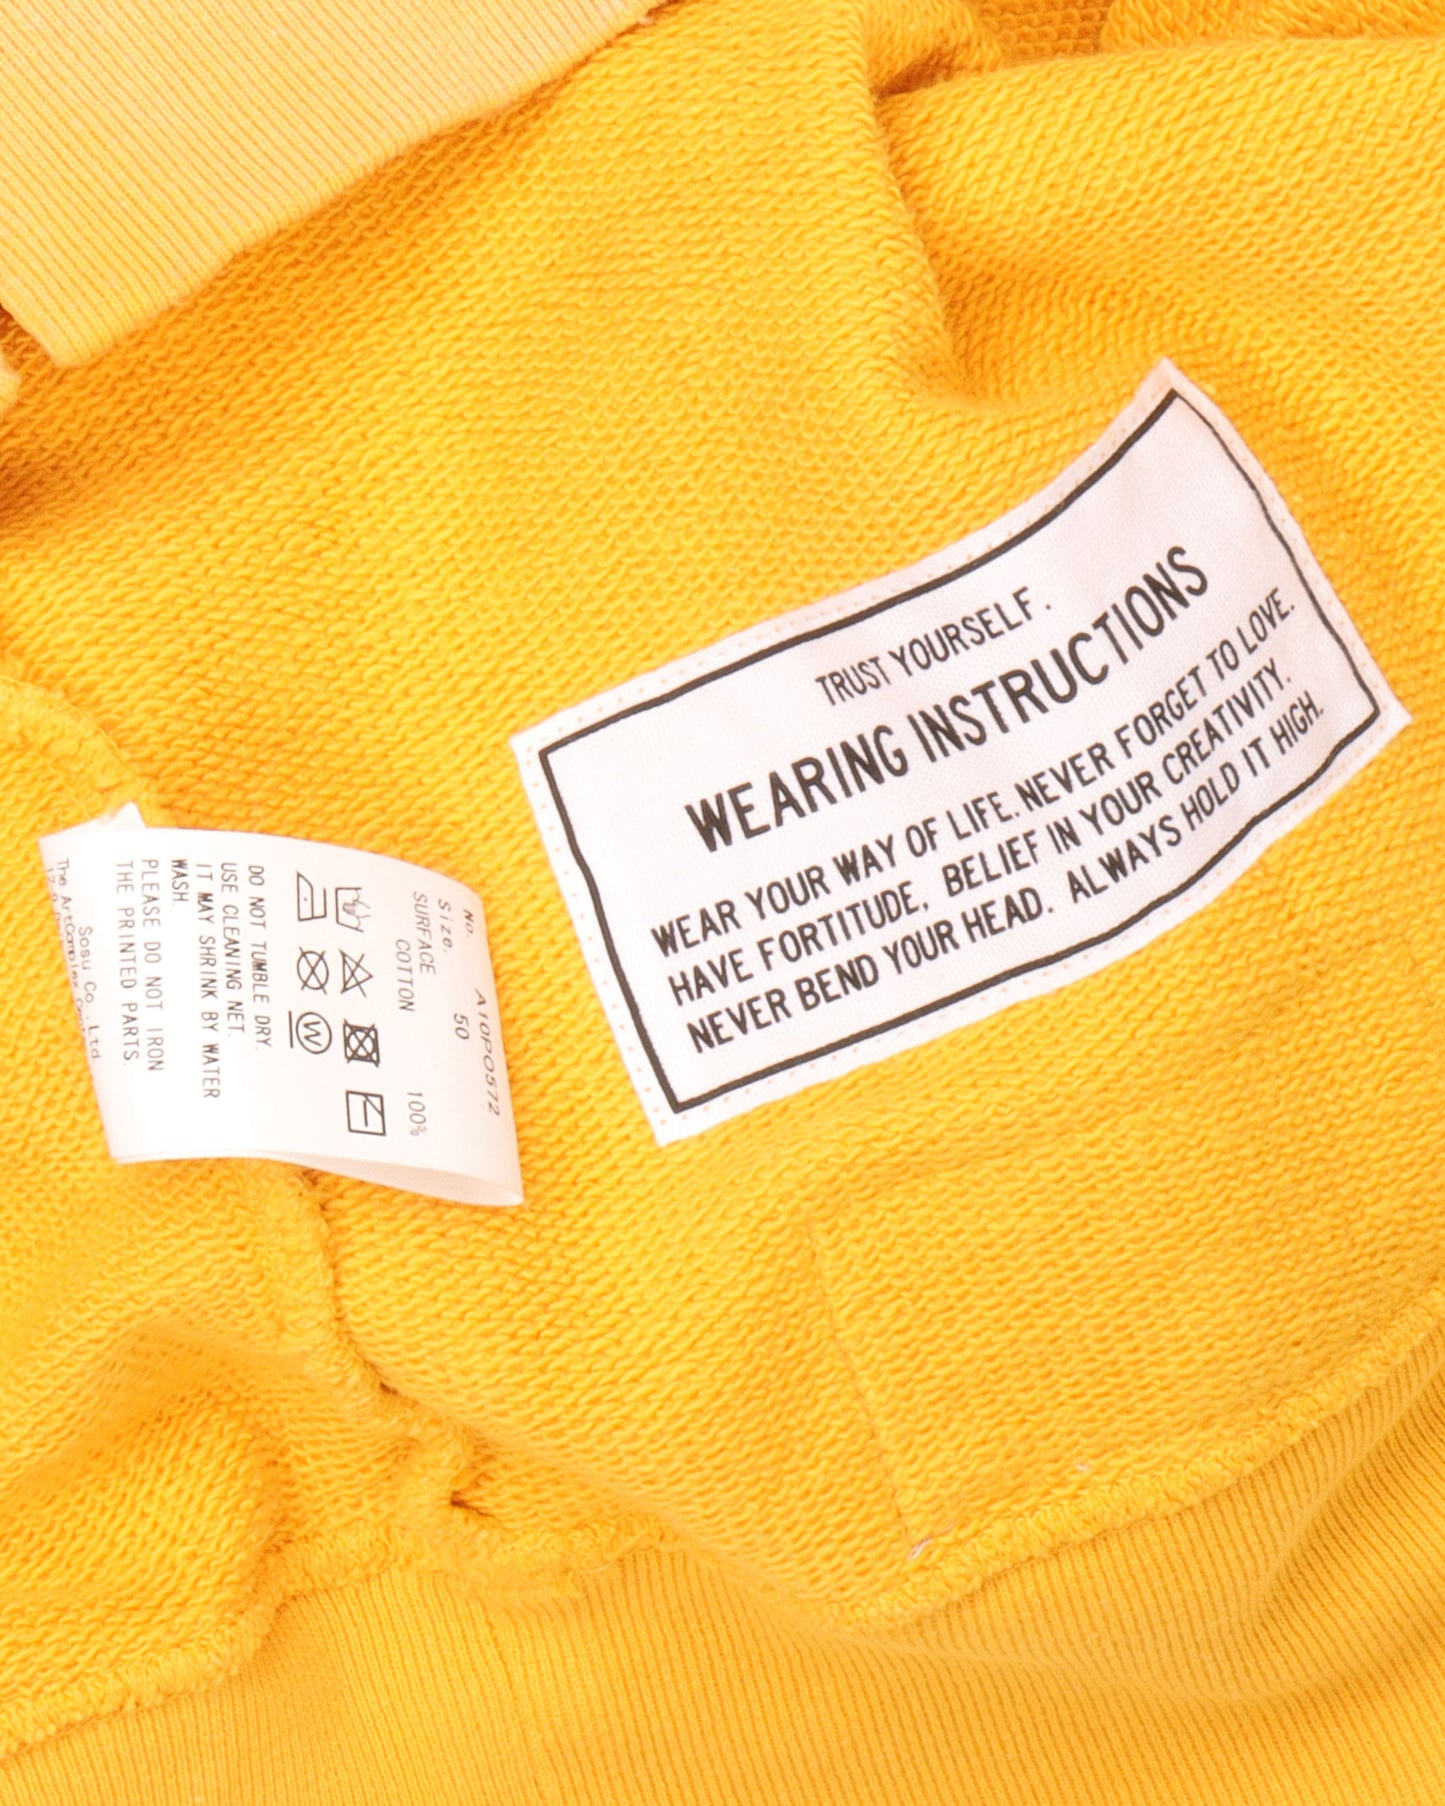 TRUST YOURSELF.
WEARING INSTRUCTIONS
WEAR YOUR WAY OF LIFE. NEVER FORGET TO LOVE.
HAVE FORTITUDE, BELIEF IN YOUR CREATIVITY.
NEVER BEND YOUR HEAD. ALWAYS HOLD IT HIGH.
No. A10PO572
Size. 50
SURFACE
COTTON 100%
W
DO NOT TUMBLE DRY.
USE CLEANING NET.
IT MAY SHRINK BY WATER
WASH.
PLEASE DO NOT IRON
THE PRINTED PARTS.
Sosu Co., Ltd
The ArtComplex